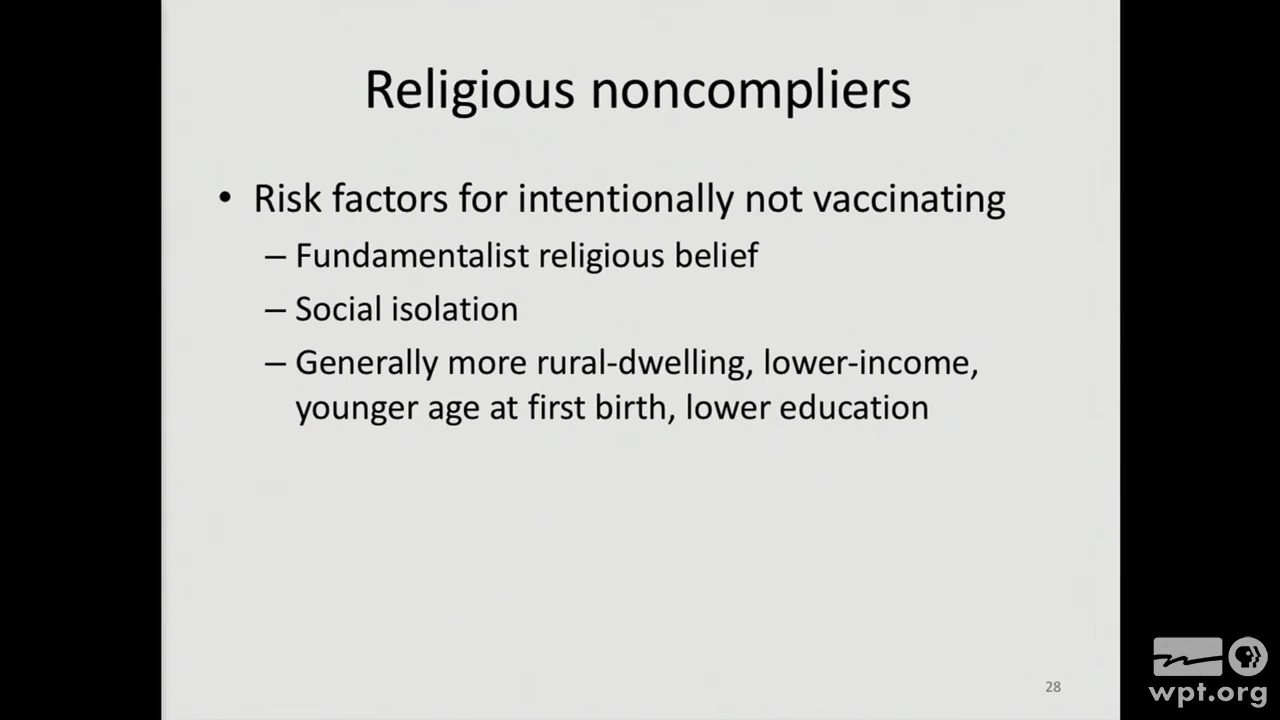 Religious noncompliers
• Risk factors for intentionally not vaccinating
– Fundamentalist religious belief
– Social isolation
– Generally more rural-dwelling, lower-income,
younger age at first birth, lower education
28
wpt.org